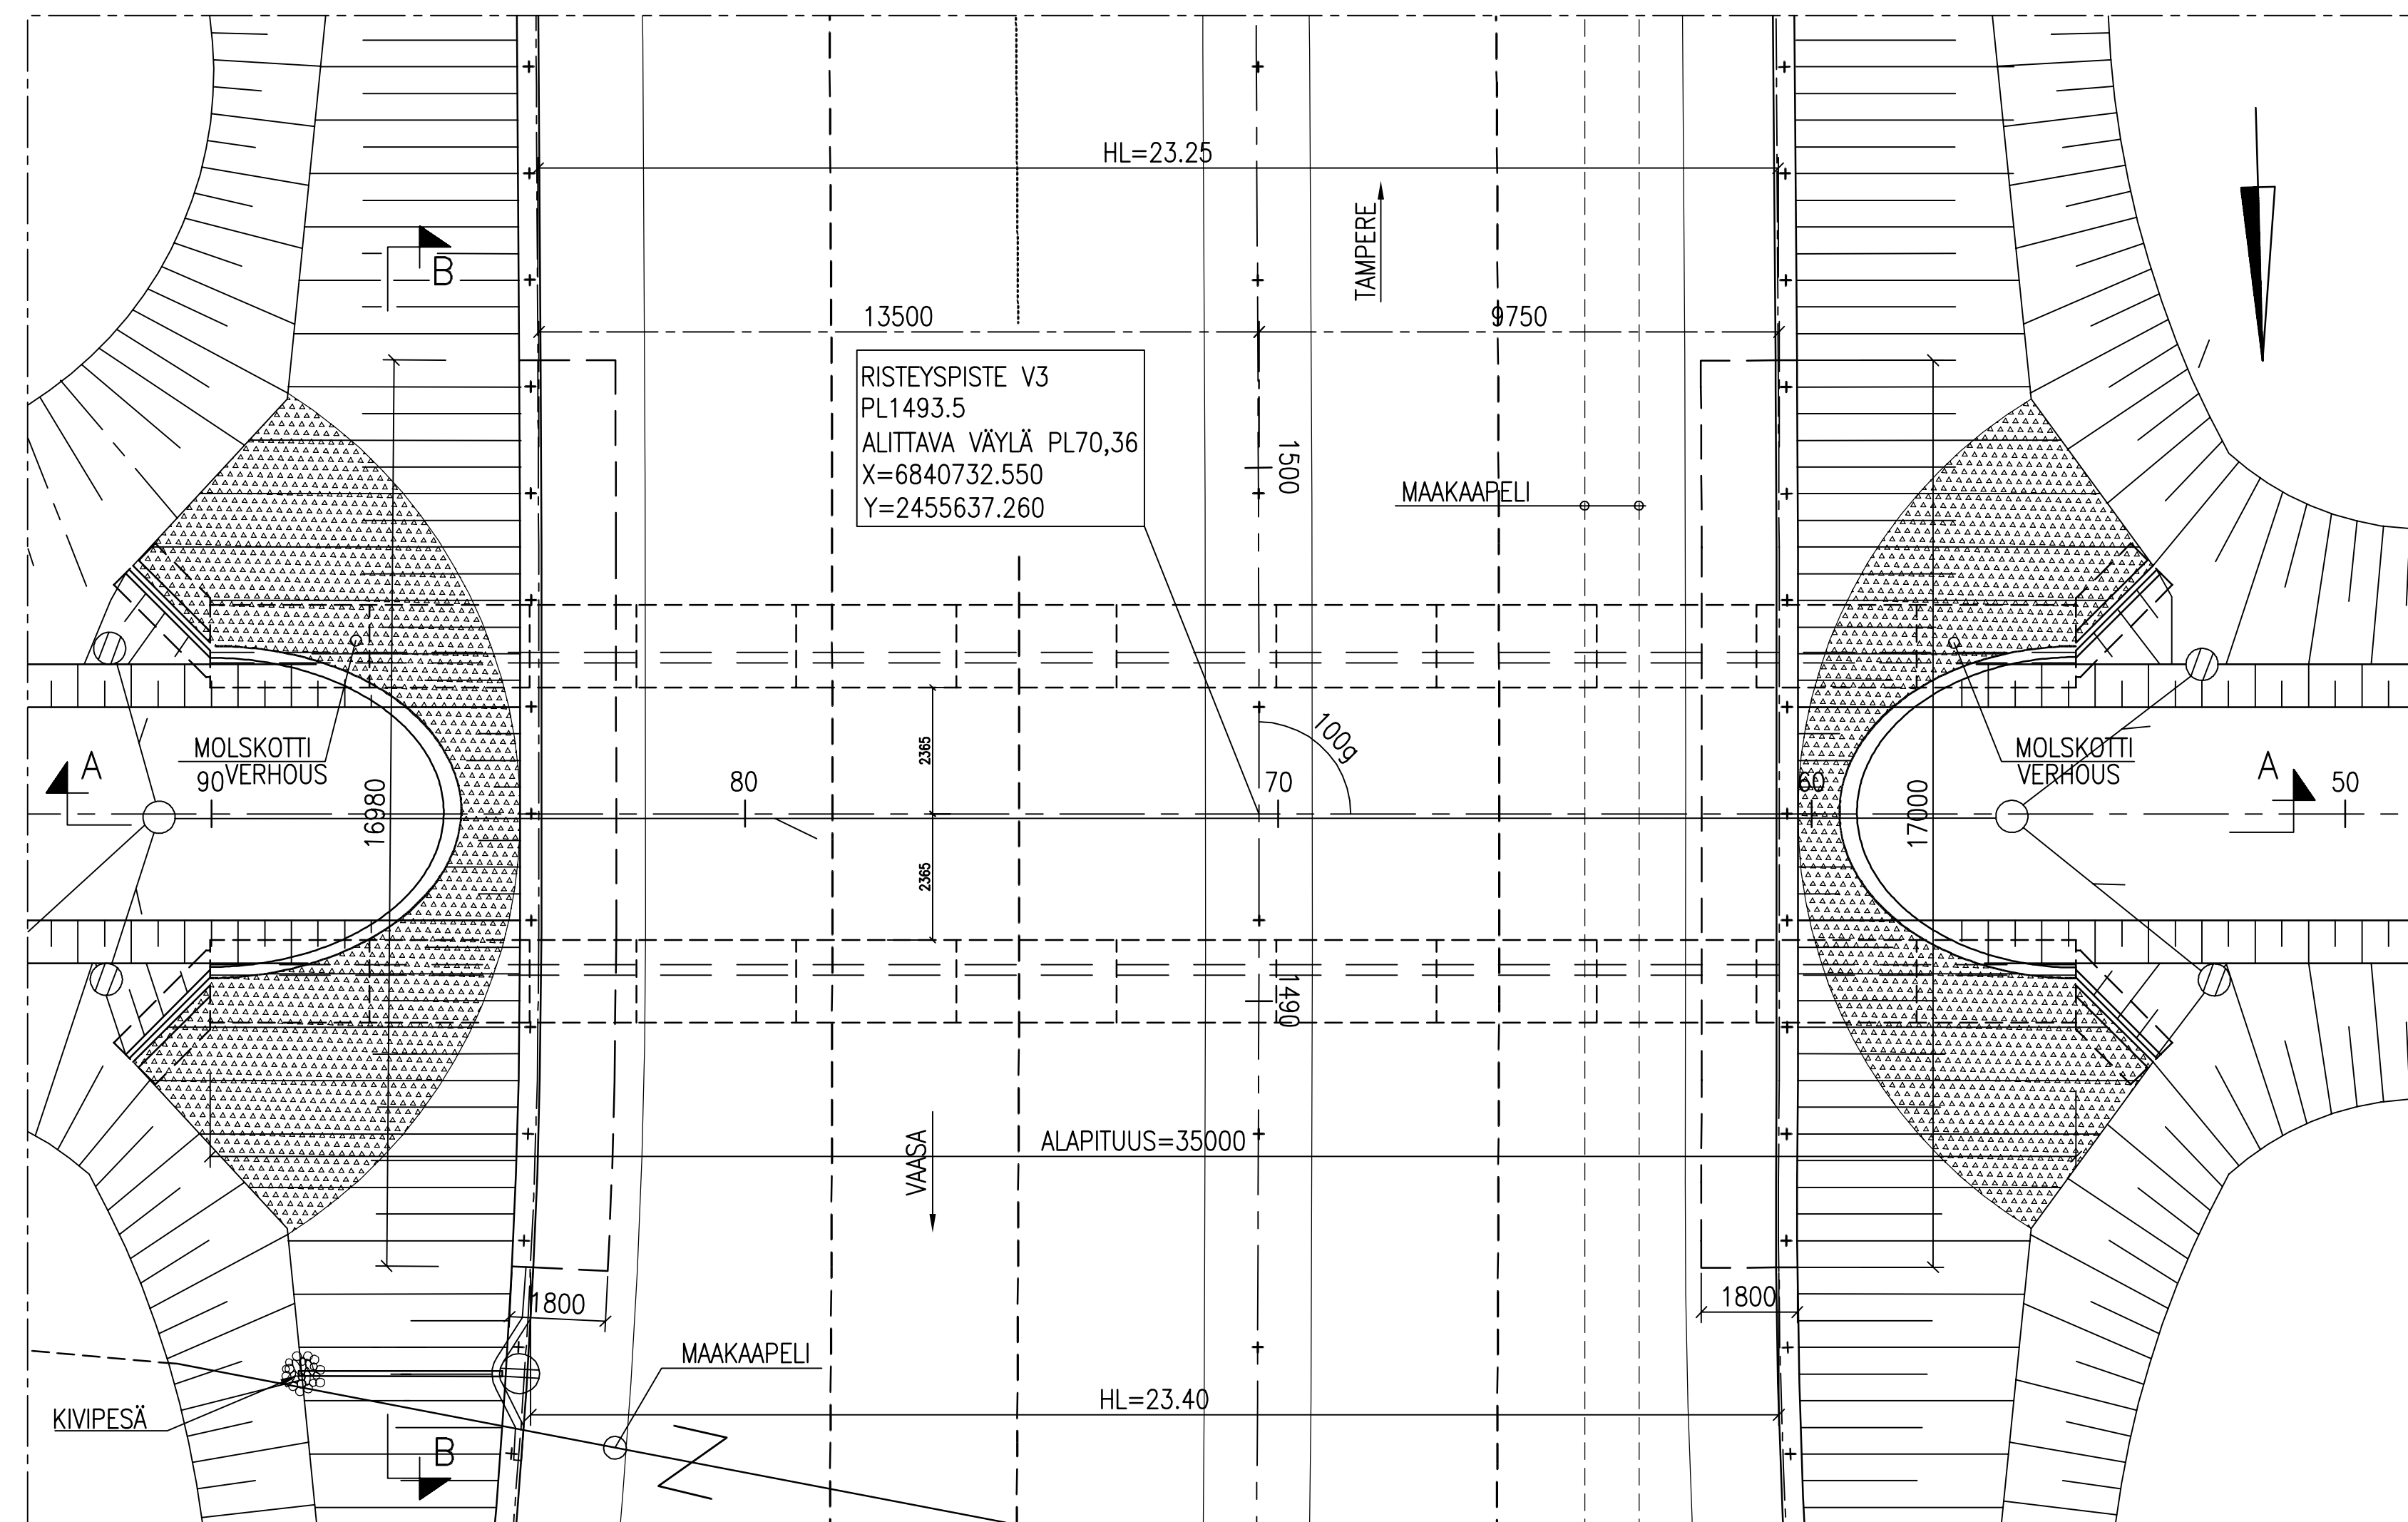 HL=23.25
TAMPERE
B
13500
9750
RISTEYSPISTE V3
PL1493.5
ALITTAVA VÄYLÄ PL70,36
X=6840732.550
Y=2455637.260
1500
MAAKAAPELI
100g
MOLSKOTTI
VERHOUS
MOLSKOTTI
VERHOUS
A
A
2365
90
80
70
60
50
16980
17000
2365
1490
VAASA
ALAPITUUS=35000
1800
1800
MAAKAAPELI
HL=23.40
KIVIPESÄ
B